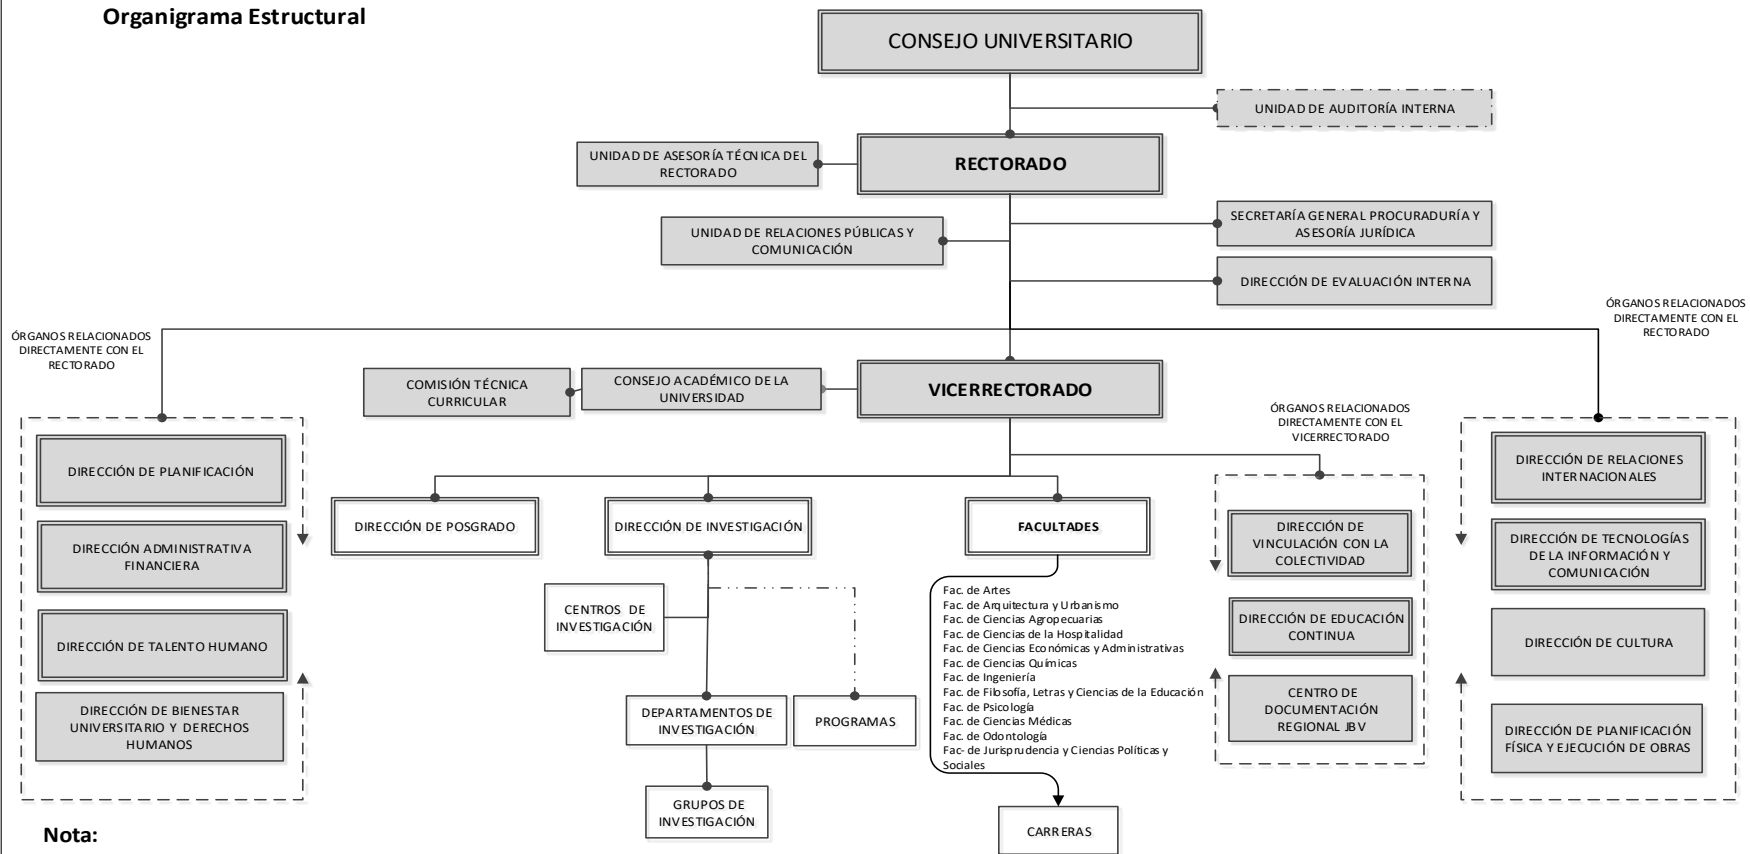 Organigrama Estructural
CONSEJO UNIVERSITARIO
UNIDAD DE AUDITORÍA INTERNA
UNIDAD DE ASESORÍA TÉCNICA DEL
RECTORADO
RECTORADO
UNIDAD DE RELACIONES PÚBLICAS Y
COMUNICACIÓN
SECRETARÍA GENERAL PROCURADURÍA Y
ASESORÍA JURÍDICA
DIRECCIÓN DE EVALUACIÓN INTERNA
ÓRGANOS RELACIONADOS
DIRECTAMENTE CON EL
RECTORADO
ÓRGANOS RELACIONADOS
DIRECTAMENTE CON EL
RECTORADO
COMISIÓN TÉCNICA
CURRICULAR
CONSEJO ACADÉMICO DE LA
UNIVERSIDAD
VICERRECTORADO
ÓRGANOS RELACIONADOS
DIRECTAMENTE CON EL
VICERRECTORADO
DIRECCIÓN DE PLANIFICACIÓN
DIRECCIÓN ADMINISTRATIVA
FINANCIERA
DIRECCIÓN DE TALENTO HUMANO
DIRECCIÓN DE BIENESTAR
UNIVERSITARIO Y DERECHOS
HUMANOS
DIRECCIÓN DE POSGRADO
DIRECCIÓN DE INVESTIGACIÓN
FACULTADES
CENTROS DE
INVESTIGACIÓN
DEPARTAMENTOS DE
INVESTIGACIÓN
PROGRAMAS
GRUPOS DE
INVESTIGACIÓN
Fac. de Artes
Fac. de Arquitectura y Urbanismo
Fac. de Ciencias Agropecuarias
Fac. de Ciencias de la Hospitalidad
Fac. de Ciencias Económicas y Administrativas
Fac. de Ciencias Químicas
Fac. de Ingeniería
Fac. de Filosofía, Letras y Ciencias de la Educación
Fac. de Psicología
Fac. de Ciencias Médicas
Fac. de Odontología
Fac- de Jurisprudencia y Ciencias Políticas y
Sociales
CARRERAS
DIRECCIÓN DE
VINCULACIÓN CON LA
COLECTIVIDAD
DIRECCIÓN DE EDUCACIÓN
CONTINUA
CENTRO DE
DOCUMENTACIÓN
REGIONAL JBV
DIRECCIÓN DE RELACIONES
INTERNACIONALES
DIRECCIÓN DE TECNOLOGÍAS
DE LA INFORMACIÓN Y
COMUNICACIÓN
DIRECCIÓN DE CULTURA
DIRECCIÓN DE PLANIFICACIÓN
FÍSICA Y EJECUCIÓN DE OBRAS
Nota: